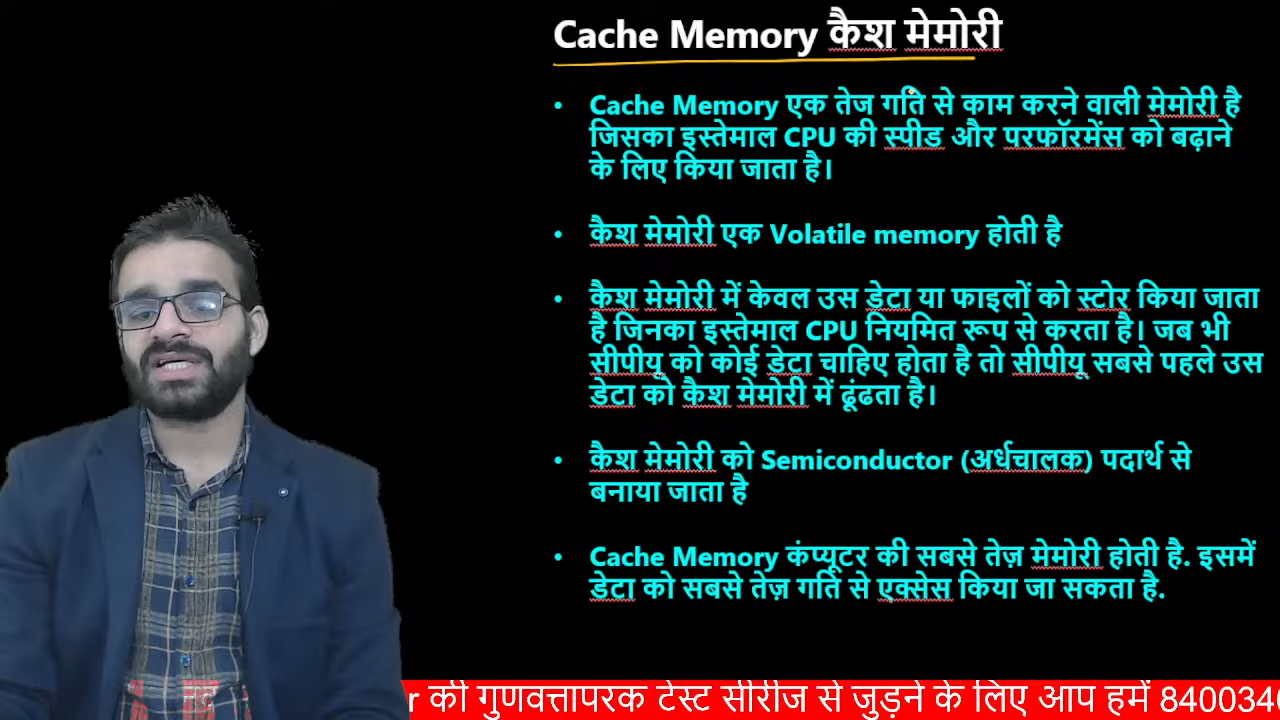 Cache Memory कैश मेमोरी
• Cache Memory एक तेज गति से काम करने वाली मेमोरी है
जिसका इस्तेमाल CPU की स्पीड और परफॉरमेंस को बढ़ाने
के लिए किया जाता है।
• कैश मेमोरी एक Volatile memory होती है
• कैश मेमोरी में केवल उस डेटा या फाइलों को स्टोर किया जाता
है जिनका इस्तेमाल CPU नियमित रूप से करता है। जब भी
सीपीयू को कोई डेटा चाहिए होता है तो सीपीयू सबसे पहले उस
डेटा को कैश मेमोरी में ढूंढता है।
• कैश मेमोरी को Semiconductor (अर्धचालक) पदार्थ से
बनाया जाता है
• Cache Memory कंप्यूटर की सबसे तेज़ मेमोरी होती है. इसमें
डेटा को सबसे तेज़ गति से एक्सेस किया जा सकता है.
की गुणवत्तापरक टेस्ट सीरीज से जुड़ने के लिए आप हमें